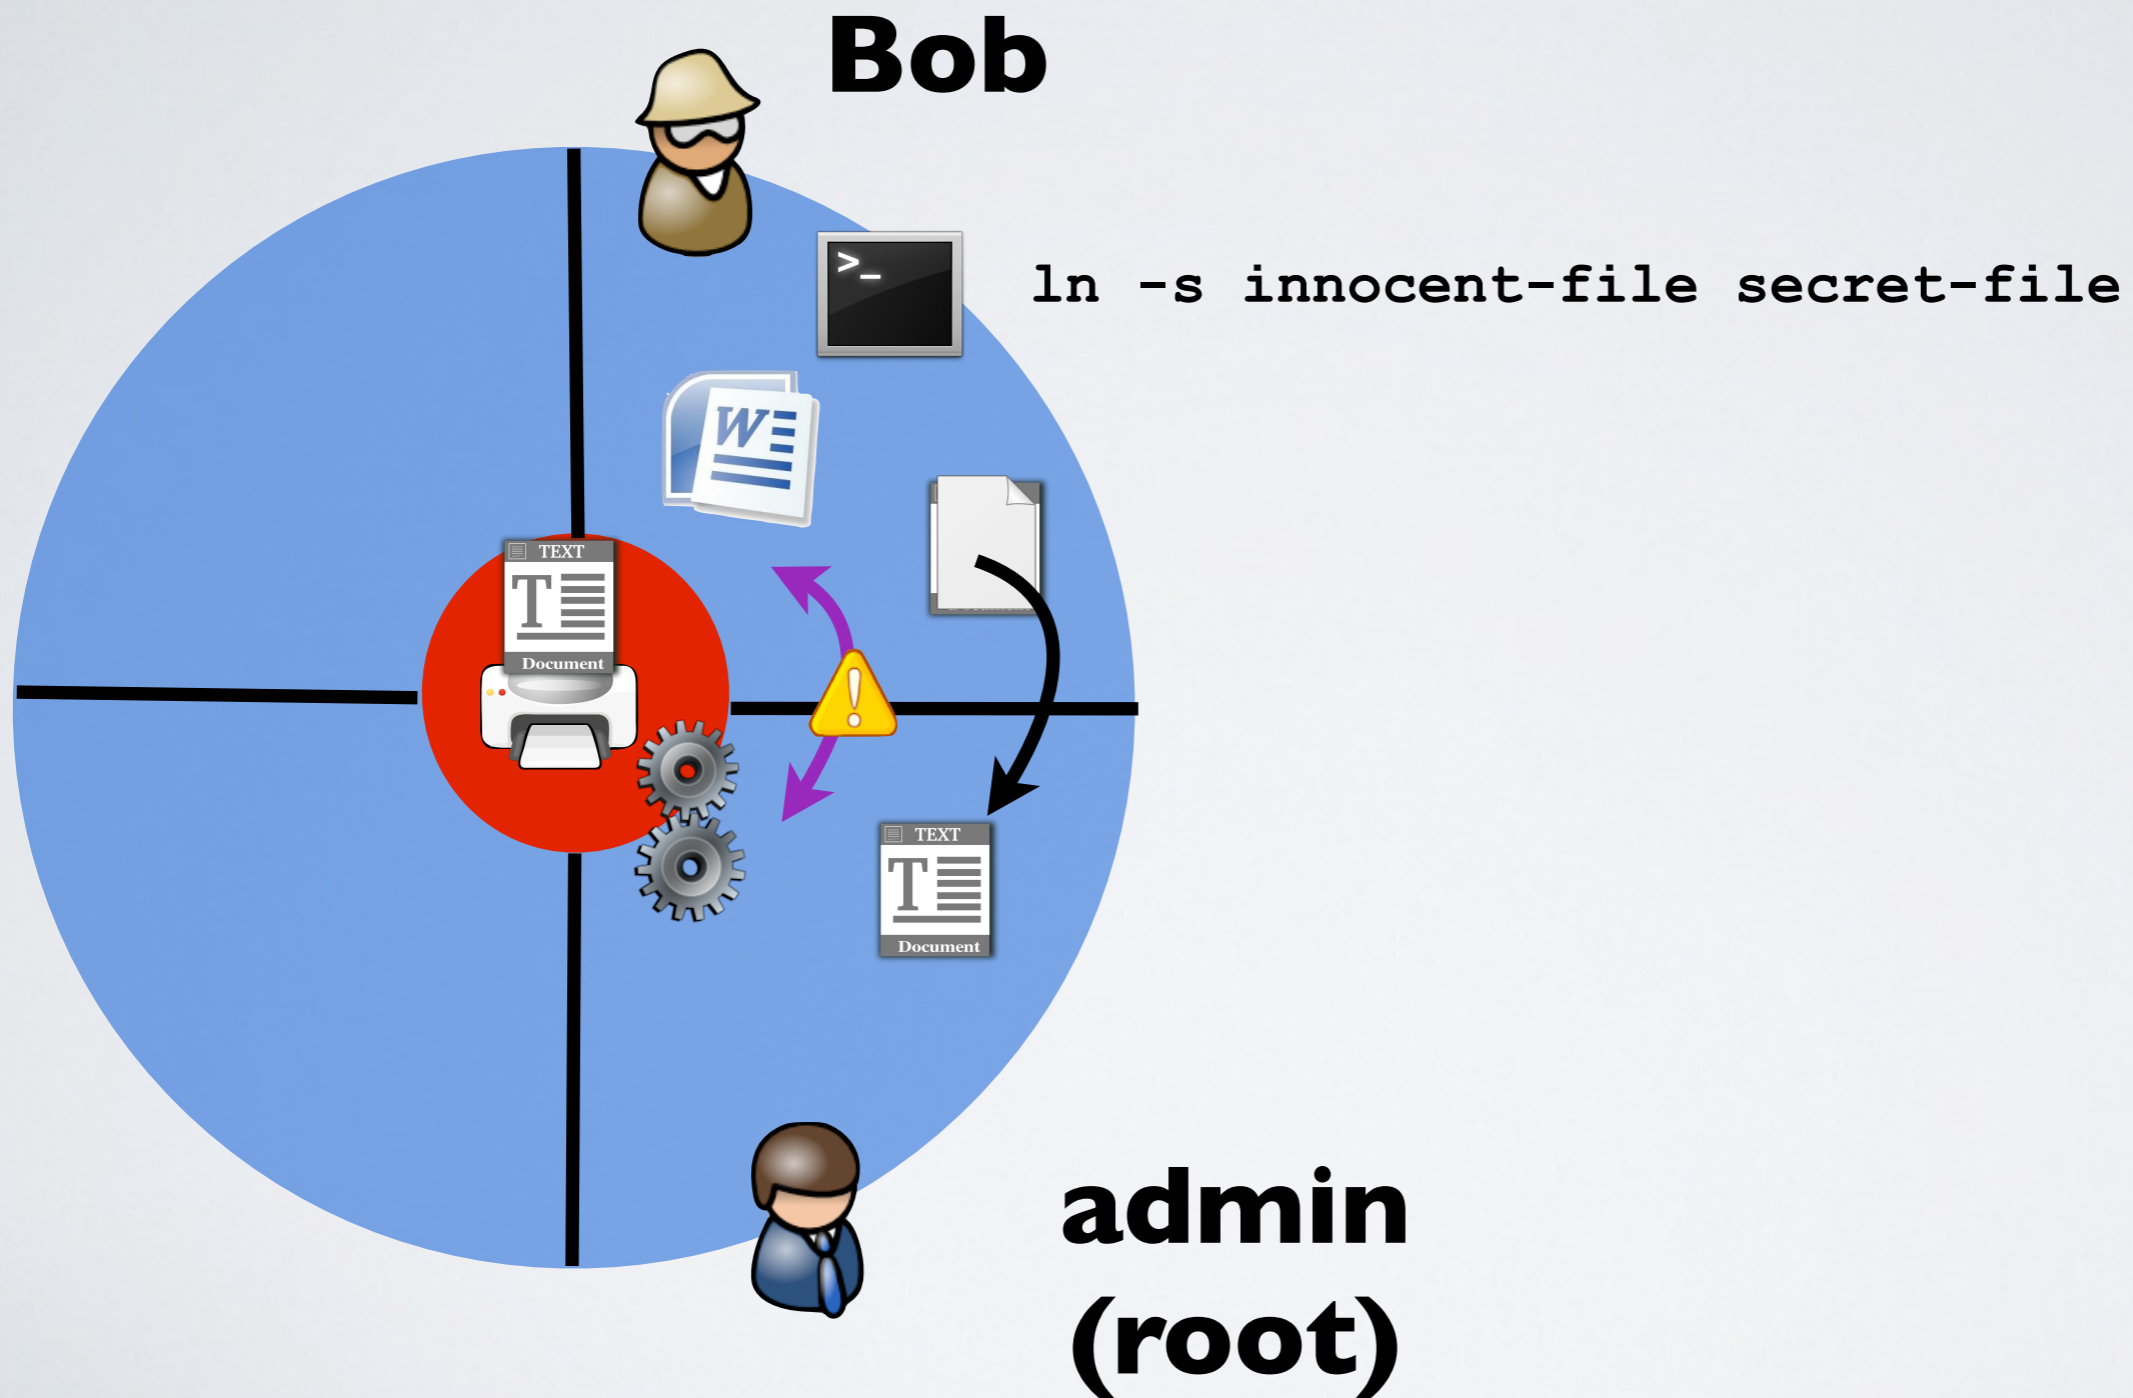 Bob
>_
ln -s innocent-file secret-file
W
TEXT
T
Document
TEXT
T
Document
admin
(root)